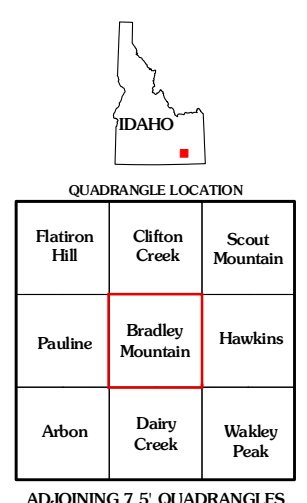 IDAHO
QUADRANGLE LOCATION
Flatiron Hill
Clifton Creek
Scout Mountain
Pauline
Bradley Mountain
Hawkins
Arbon
Dairy Creek
Wakley Peak
ADJOINING 7.5' QUADRANGLES